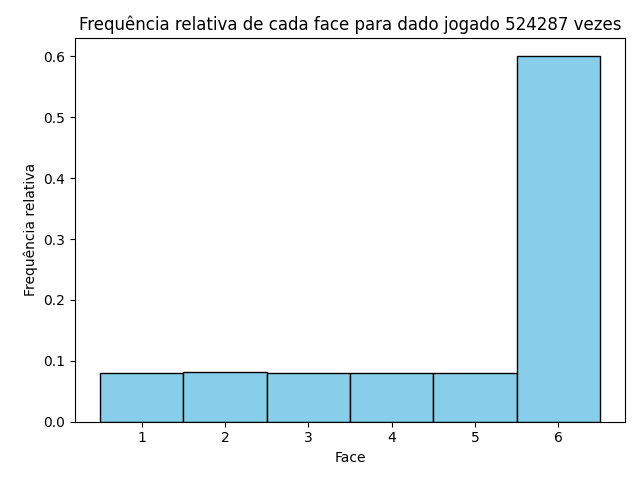 Frequência relativa de cada face para dado jogado 524287 vezes
0.6
0.5
0.4
0.3
0.2
0.1
0.0
Frequência relativa
1 2 3 4 5 6
Face